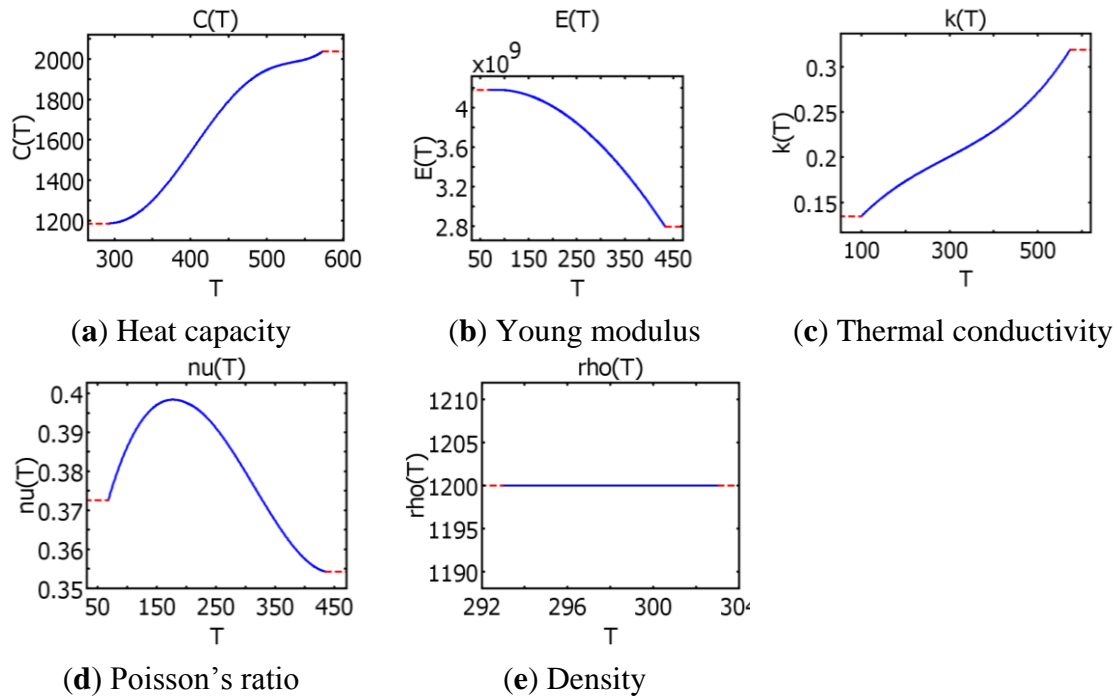 C(T)
2000
1800
1600
1400
1200
C(T)
300 400 500 600
T
(a) Heat capacity
E(T)
x10^9
4
3.6
3.2
2.8
E(T)
50 150 250 350 450
T
(b) Young modulus
k(T)
0.3
0.25
0.2
0.15
k(T)
100 300 500
T
(c) Thermal conductivity
nu(T)
0.4
0.39
0.38
0.37
0.36
0.35
nu(T)
50 150 250 350 450
T
(d) Poisson’s ratio
rho(T)
1210
1205
1200
1195
1190
rho(T)
292 296 300 304
T
(e) Density